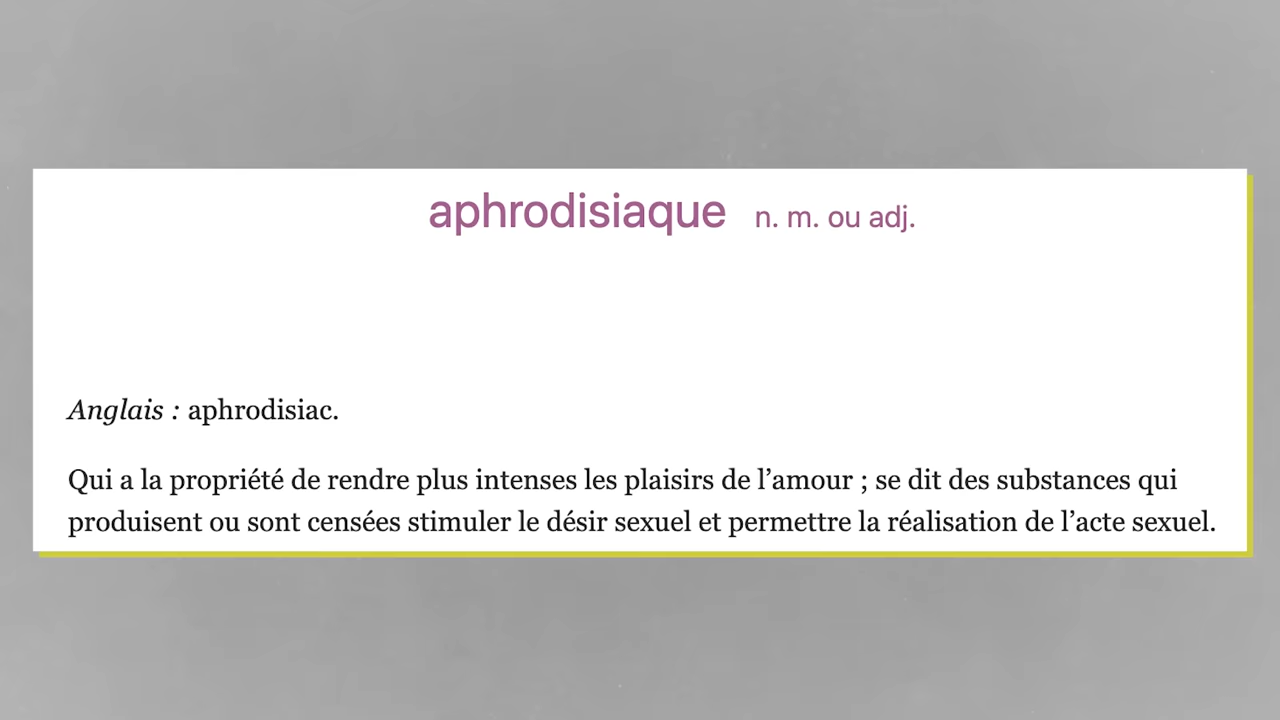 aphrodisiaque n. m. ou adj.
Anglais : aphrodisiac.
Qui a la propriété de rendre plus intenses les plaisirs de l’amour ; se dit des substances qui
produisent ou sont censées stimuler le désir sexuel et permettre la réalisation de l’acte sexuel.